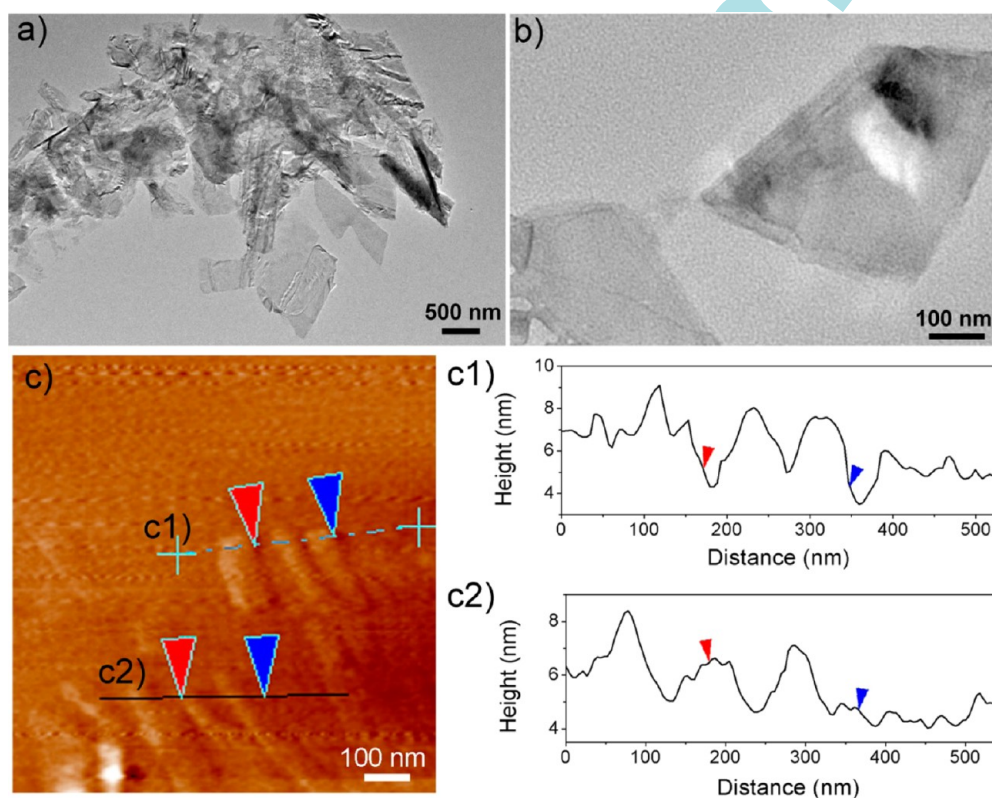 a)
500 nm
b)
100 nm
c)
c1)
c2)
100 nm
c1)
Height (nm)
10
8
6
4
0
100
200
300
400
500
Distance (nm)
c2)
Height (nm)
8
6
4
0
100
200
300
400
500
Distance (nm)